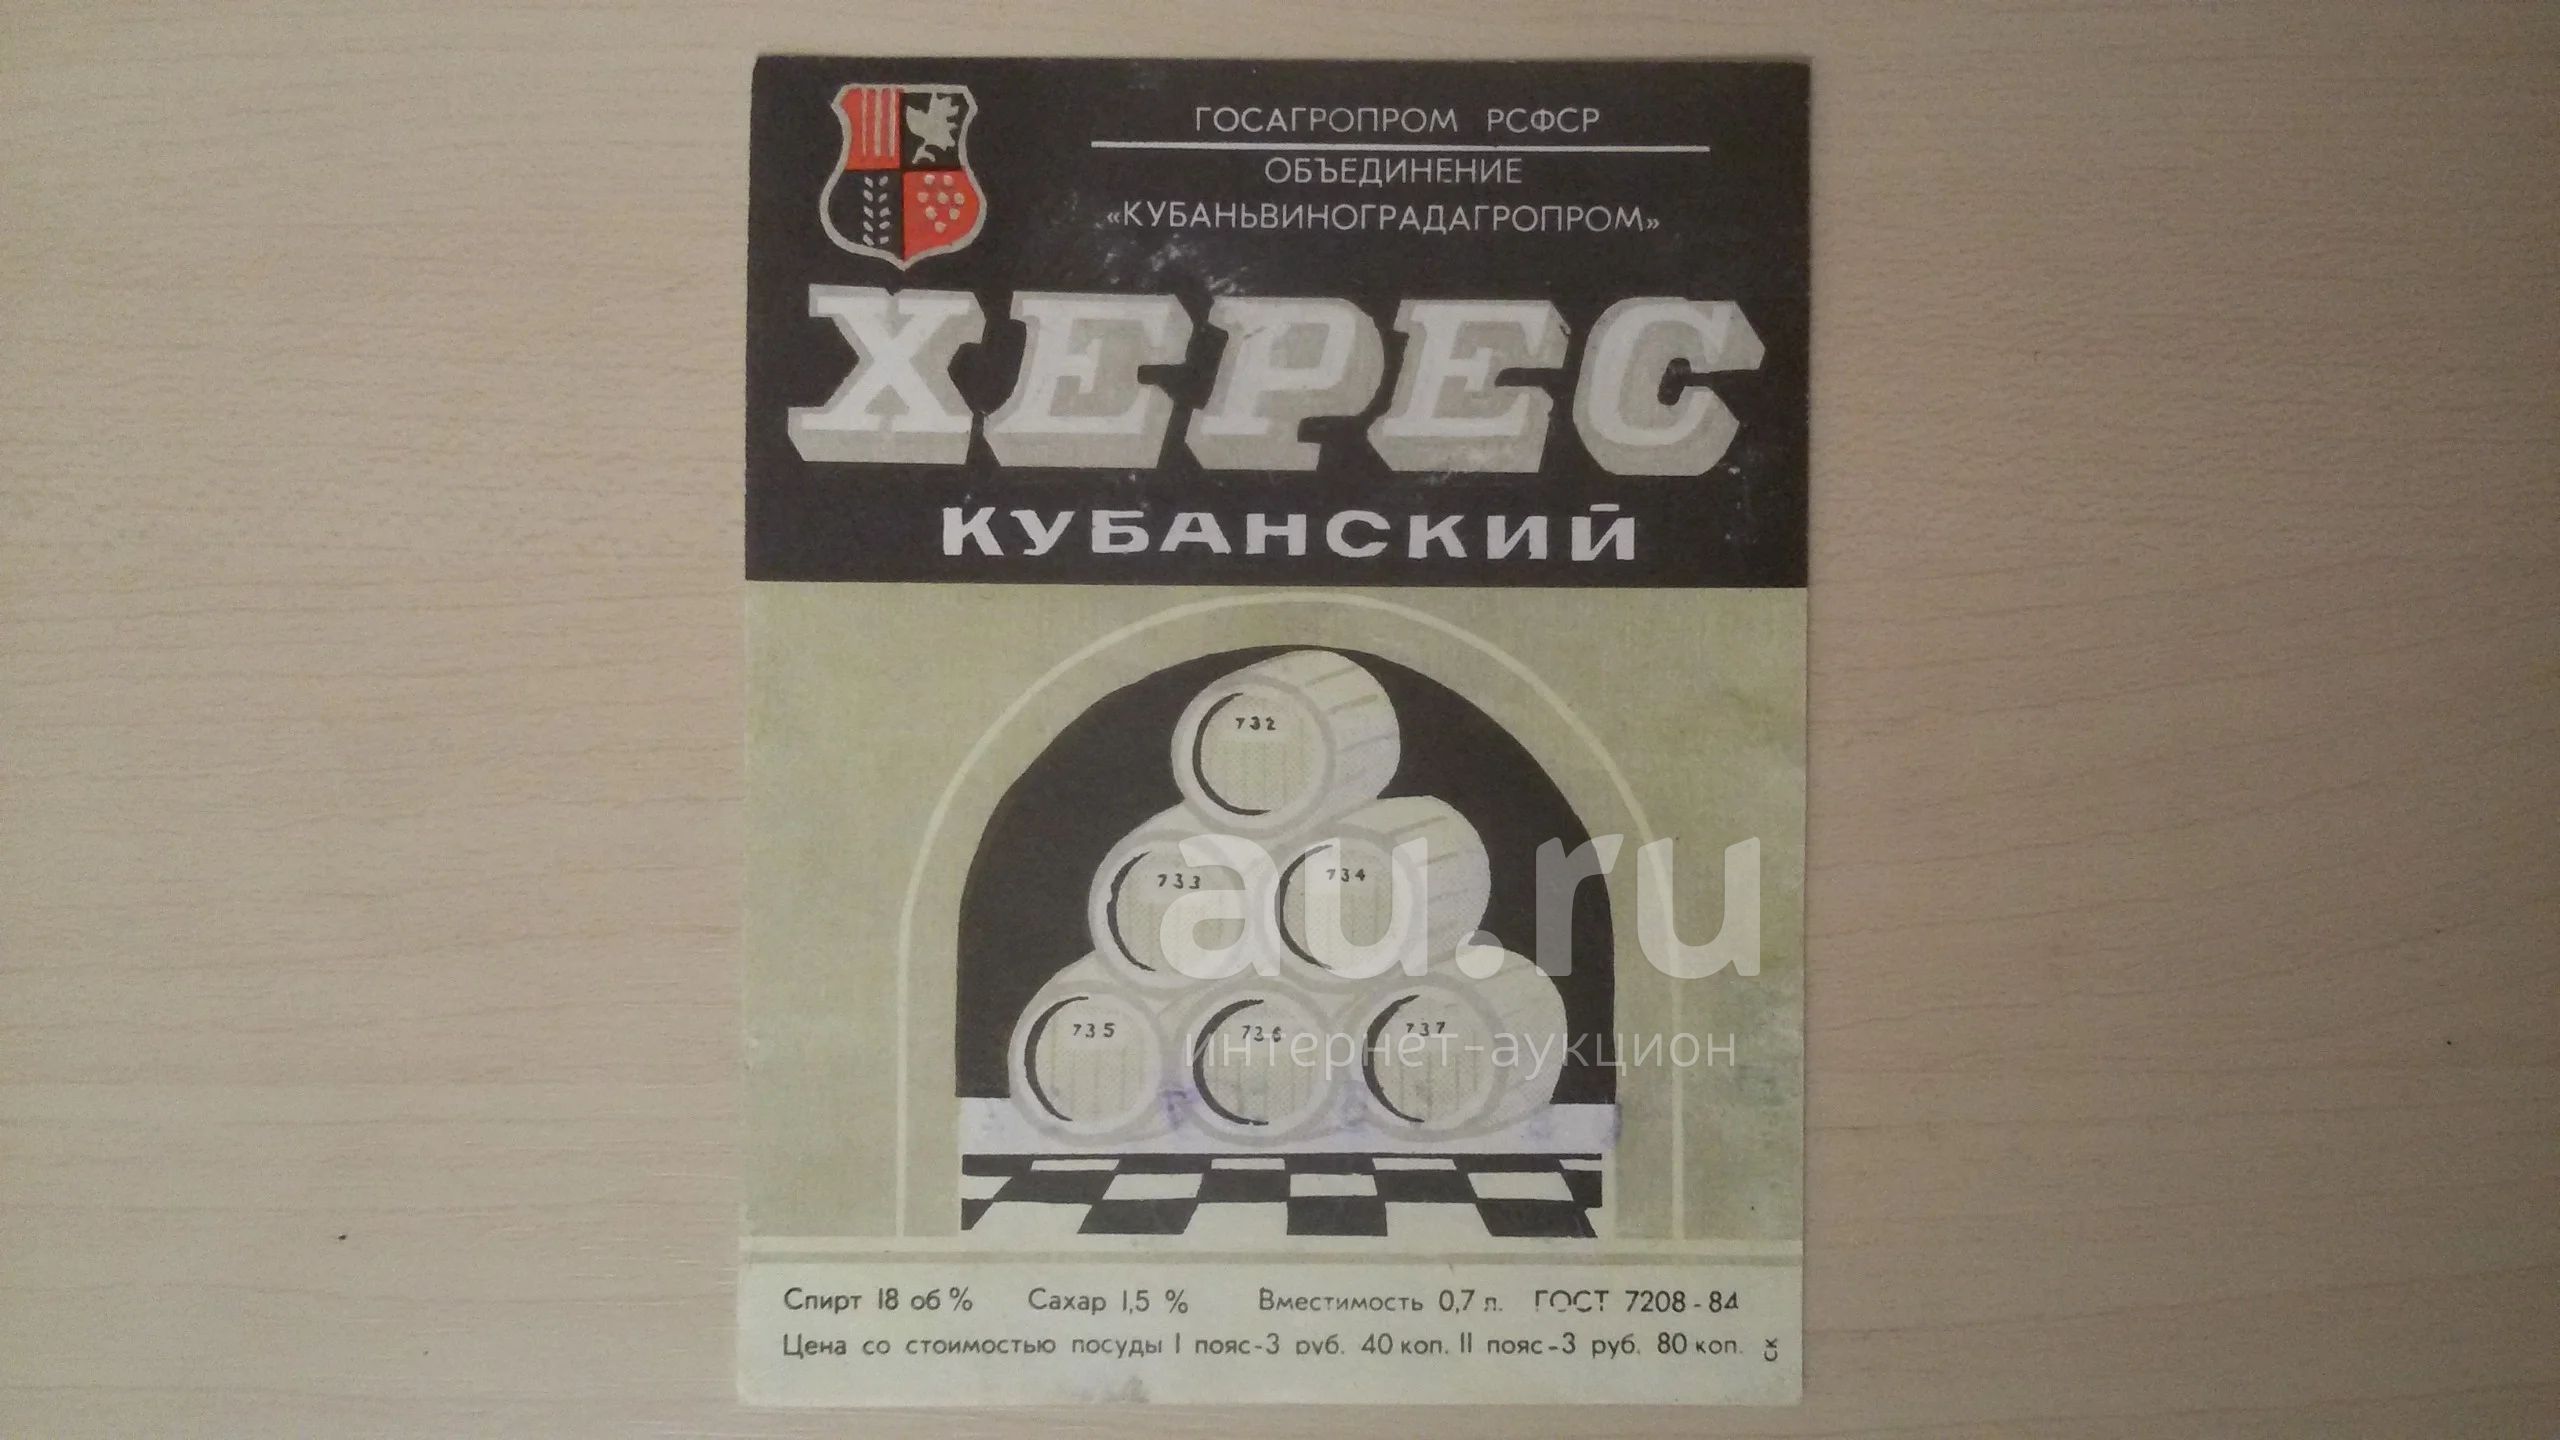 ГОСАГРОПРОМ РСФСР
ОБЪЕДИНЕНИЕ
«КУБАНЬВИНОГРАДАГРОПРОМ»
ХЕРЕС
КУБАНСКИЙ
732
733 734
735 736 737
au.ru
интернет-аукцион
Спирт 18 об % Сахар 1,5 % Вместимость 0,7 л. ГОСТ 7208-84
Цена со стоимостью посуды I пояс-3 руб. 40 коп. II пояс-3 руб. 80 коп.
СК